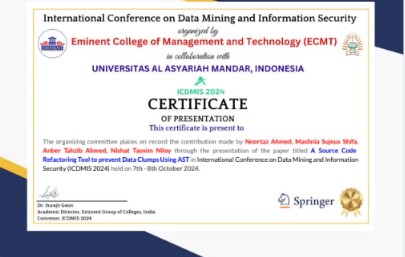 International Conference on Data Mining and Information Security
organized by
Eminent College of Management and Technology (ECMT)
in collaboration with
UNIVERSITAS AL ASYARIAH MANDAR, INDONESIA
EMINENT
ICDMIS 2024
CERTIFICATE
OF PRESENTATION
This certificate is present to
The organizing committee places on record the contribution made by Noortaz Ahmed, Maslinia Sujnus Shifa,
Anber Tahzib Ahmed, Nishat Tasnim Niloy through the presentation of the paper titled A Source Code
Refactoring Tool to prevent Data Clumps Using AST in International Conference on Data Mining and Information
Security (ICDMIS 2024) held on 7th - 8th October 2024.
Springer
Dr. Surajit Goon
Academic Director, Eminent Group of Colleges, India
Convenor, ICDMIS 2024